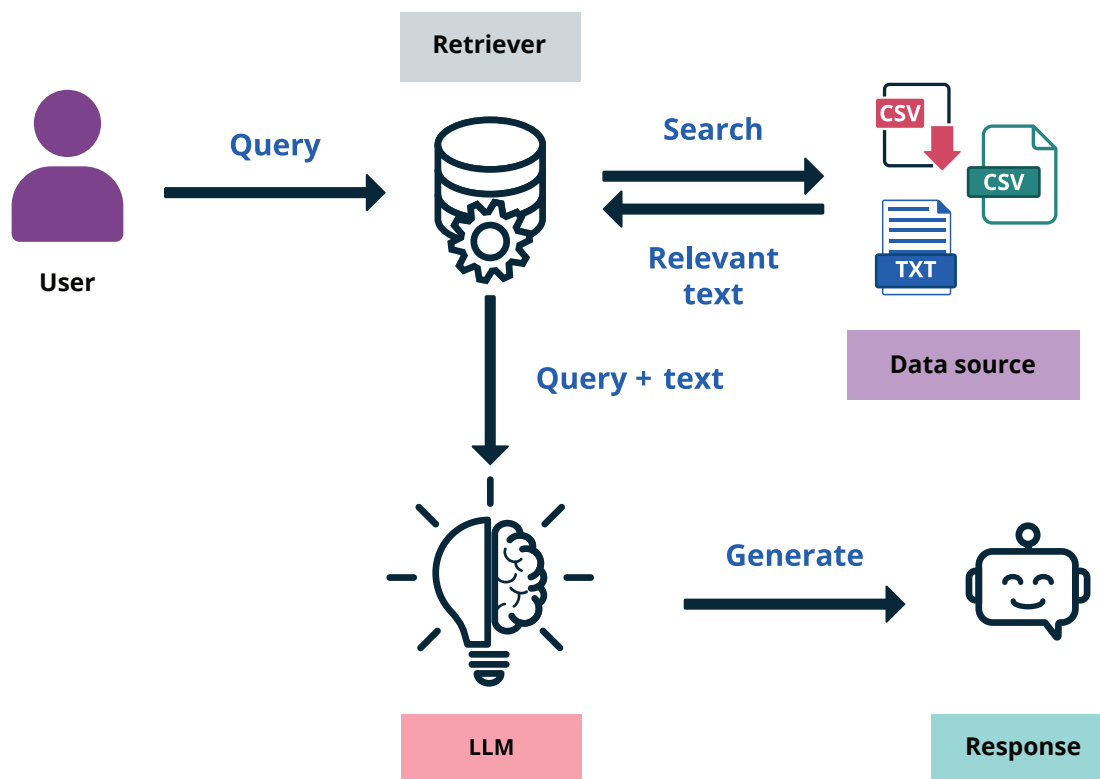 Retriever
Query
Search
CSV
CSV
TXT
Relevant
text
User
Data source
Query + text
Generate
LLM
Response